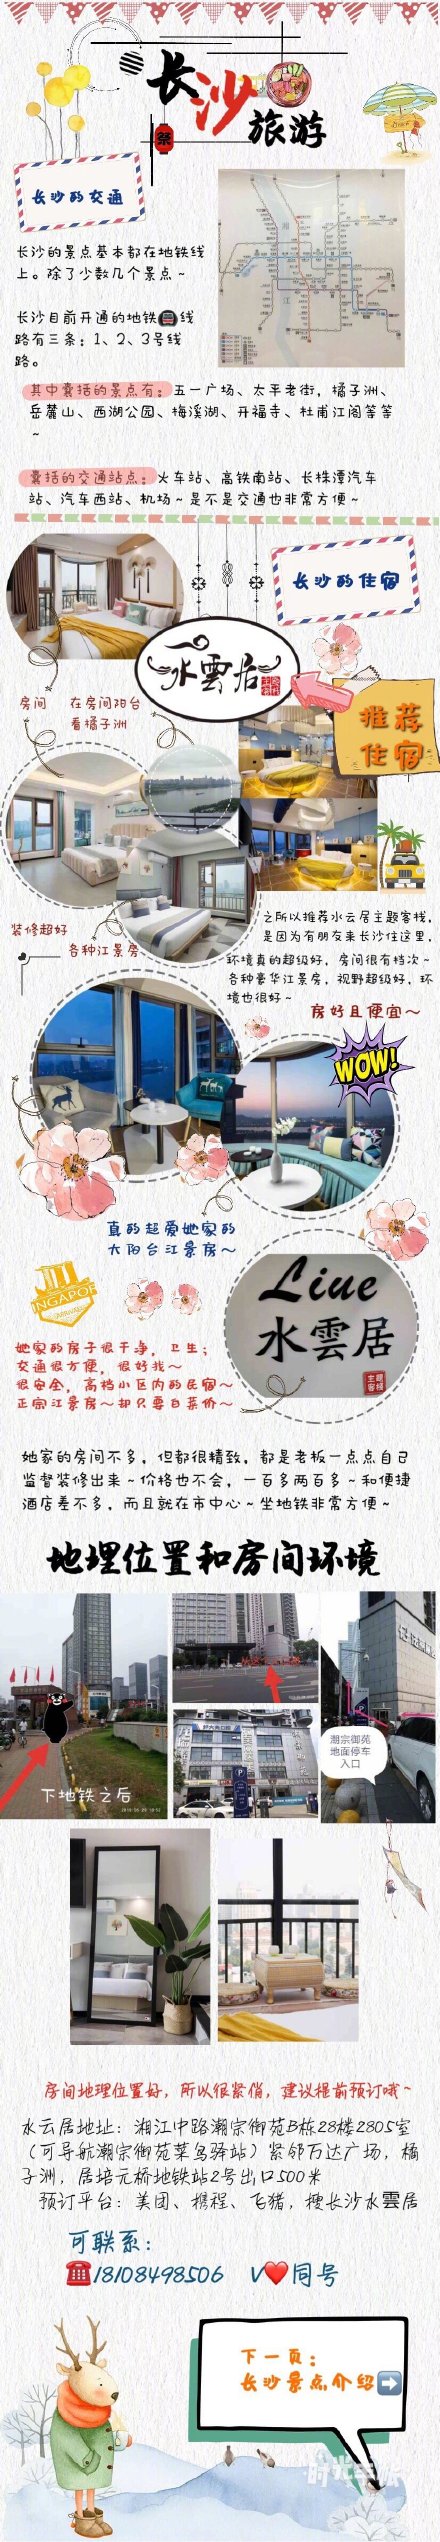 长沙
旅游
祭
长沙的交通
长沙的景点基本都在地铁线
上。除了少数几个景点~
长沙目前开通的地铁🚇线
路有三条：1、2、3号线
路。
其中囊括的景点有：五一广场、太平老街，橘子洲、
岳麓山、西湖公园、梅溪湖、开福寺、杜甫江阁等等
~
囊括的交通站点：火车站、高铁南站、长株潭汽车
站、汽车西站、机场~是不是交通也非常方便~
长沙的住宿
水雲居
推荐
住宿
房间 在房间阳台
看橘子洲
装修超好
各种江景房
之所以推荐水云居主题客栈，
是因为有朋友来长沙住这里，
环境真的超级好，房间很有档次~
各种豪华江景房，视野超级好，环
境也很好~
房好且便宜~
WOW!
真的超爱她家的
大阳台江景房~
Liue
水雲居
主题
客栈
她家的房子很干净，卫生；
交通很方便，很好找~
很安全，高档小区内的民宿~
正宗江景房~却只要白菜价~
她家的房间不多，但都很精致，都是老板一点点自己
监督装修出来~价格也不会，一百多两百多~和便捷
酒店差不多，而且就在市中心~坐地铁非常方便~
地理位置和房间环境
下地铁之后
潮宗御苑
地面停车
入口
房间地理位置好，所以很紧俏，建议提前预订哦~
水云居地址：湘江中路潮宗御苑B栋28楼2805室
（可导航潮宗御苑菜鸟驿站）紧邻万达广场，橘
子洲，居培元桥地铁站2号出口500米
预订平台：美团、携程、飞猪，搜长沙水雲居
可联系：
☎️18108498506 V❤️同号
下一页：
长沙景点介绍➡️